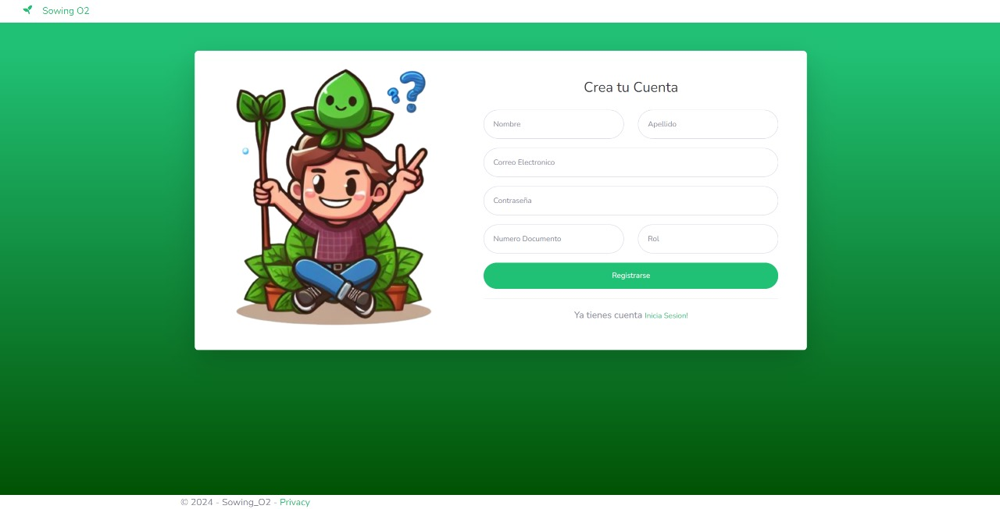 Sowing O2
Crea tu Cuenta
Nombre Apellido
Correo Electronico
Contraseña
Numero Documento Rol
Registrarse
Ya tienes cuenta Inicia Sesion!
© 2024 - Sowing_O2 - Privacy